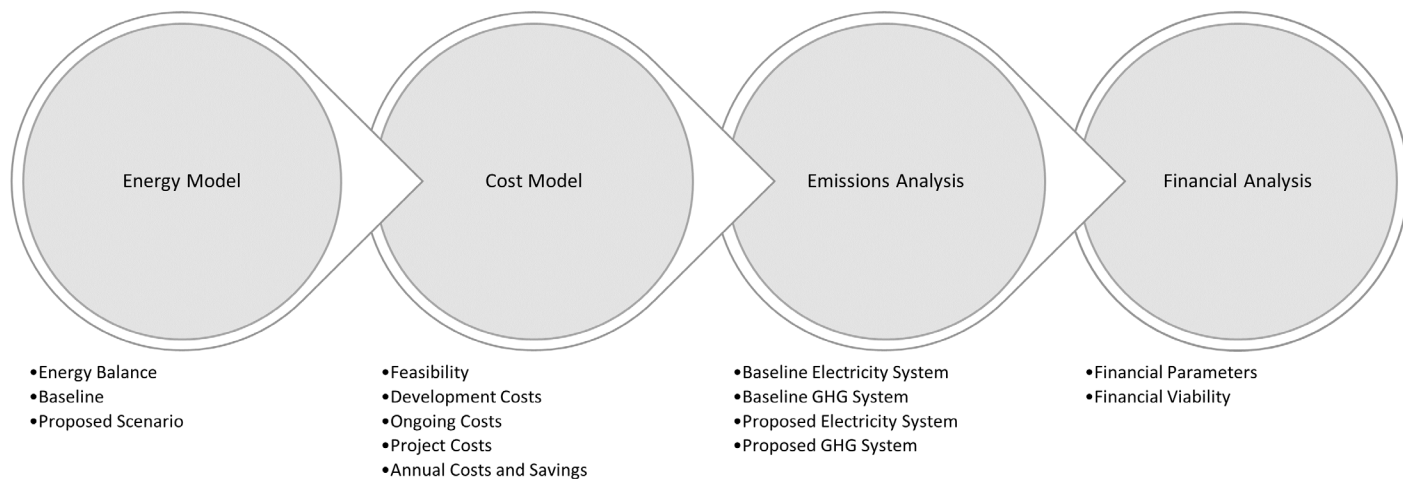 Energy Model
Cost Model
Emissions Analysis
Financial Analysis
•Energy Balance
•Baseline
•Proposed Scenario
•Feasibility
•Development Costs
•Ongoing Costs
•Project Costs
•Annual Costs and Savings
•Baseline Electricity System
•Baseline GHG System
•Proposed Electricity System
•Proposed GHG System
•Financial Parameters
•Financial Viability